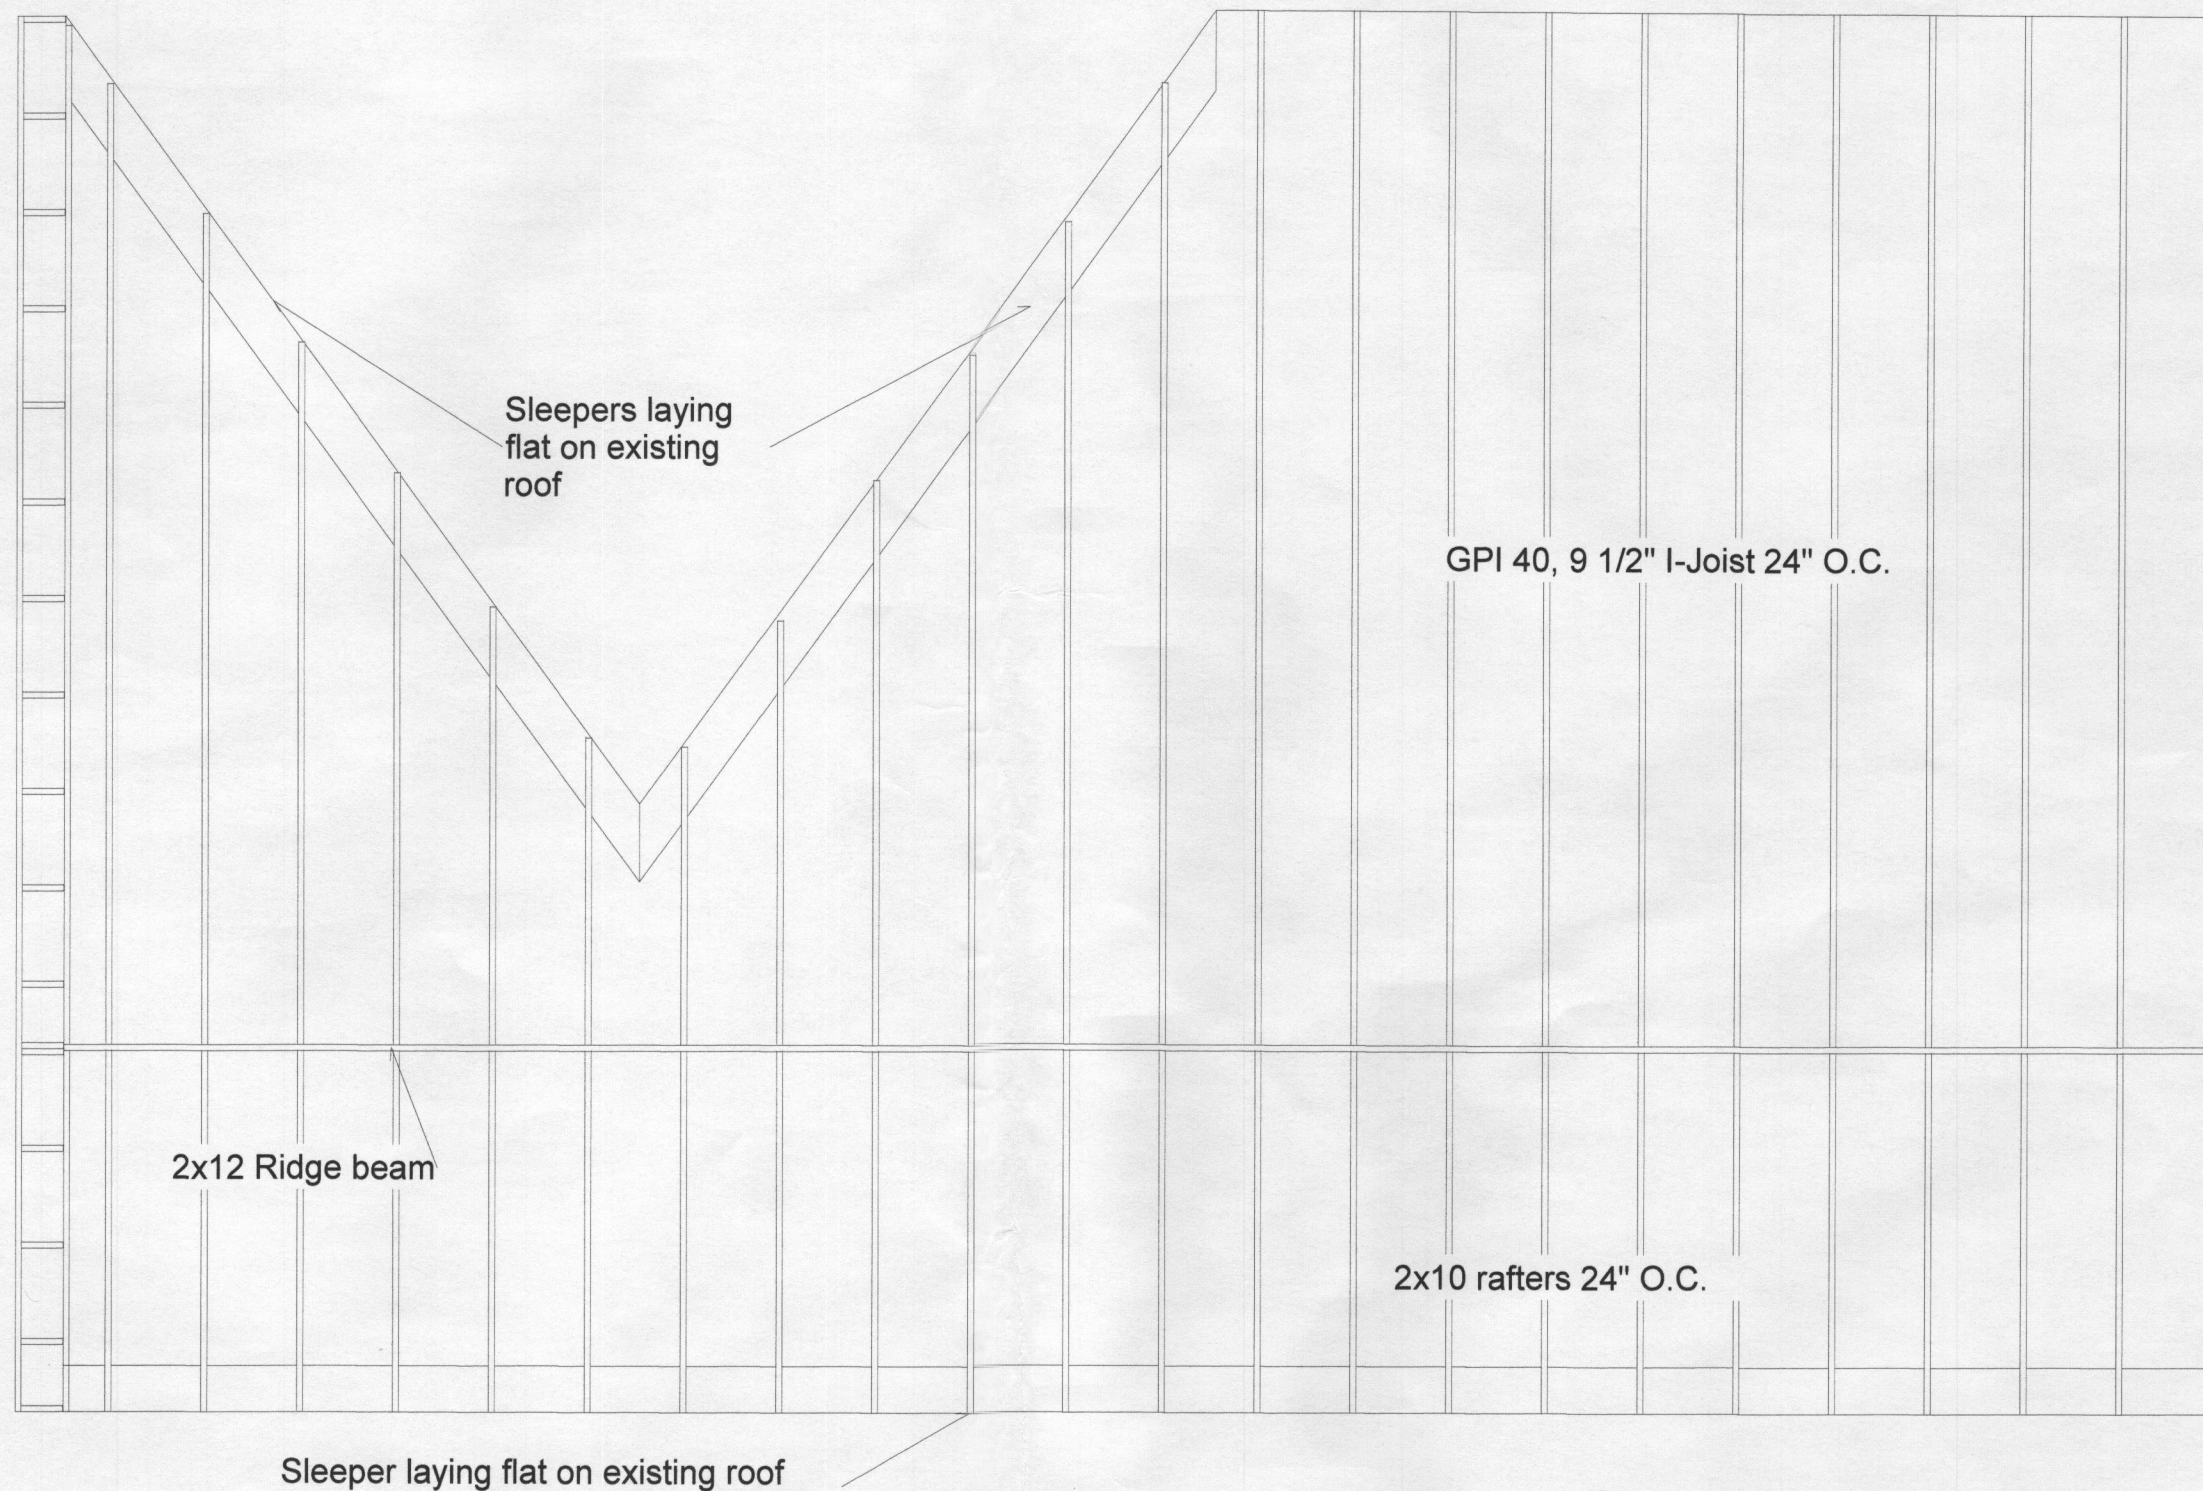 Sleepers laying
flat on existing
roof
GPI 40, 9 1/2" I-Joist 24" O.C.
2x12 Ridge beam
2x10 rafters 24" O.C.
Sleeper laying flat on existing roof